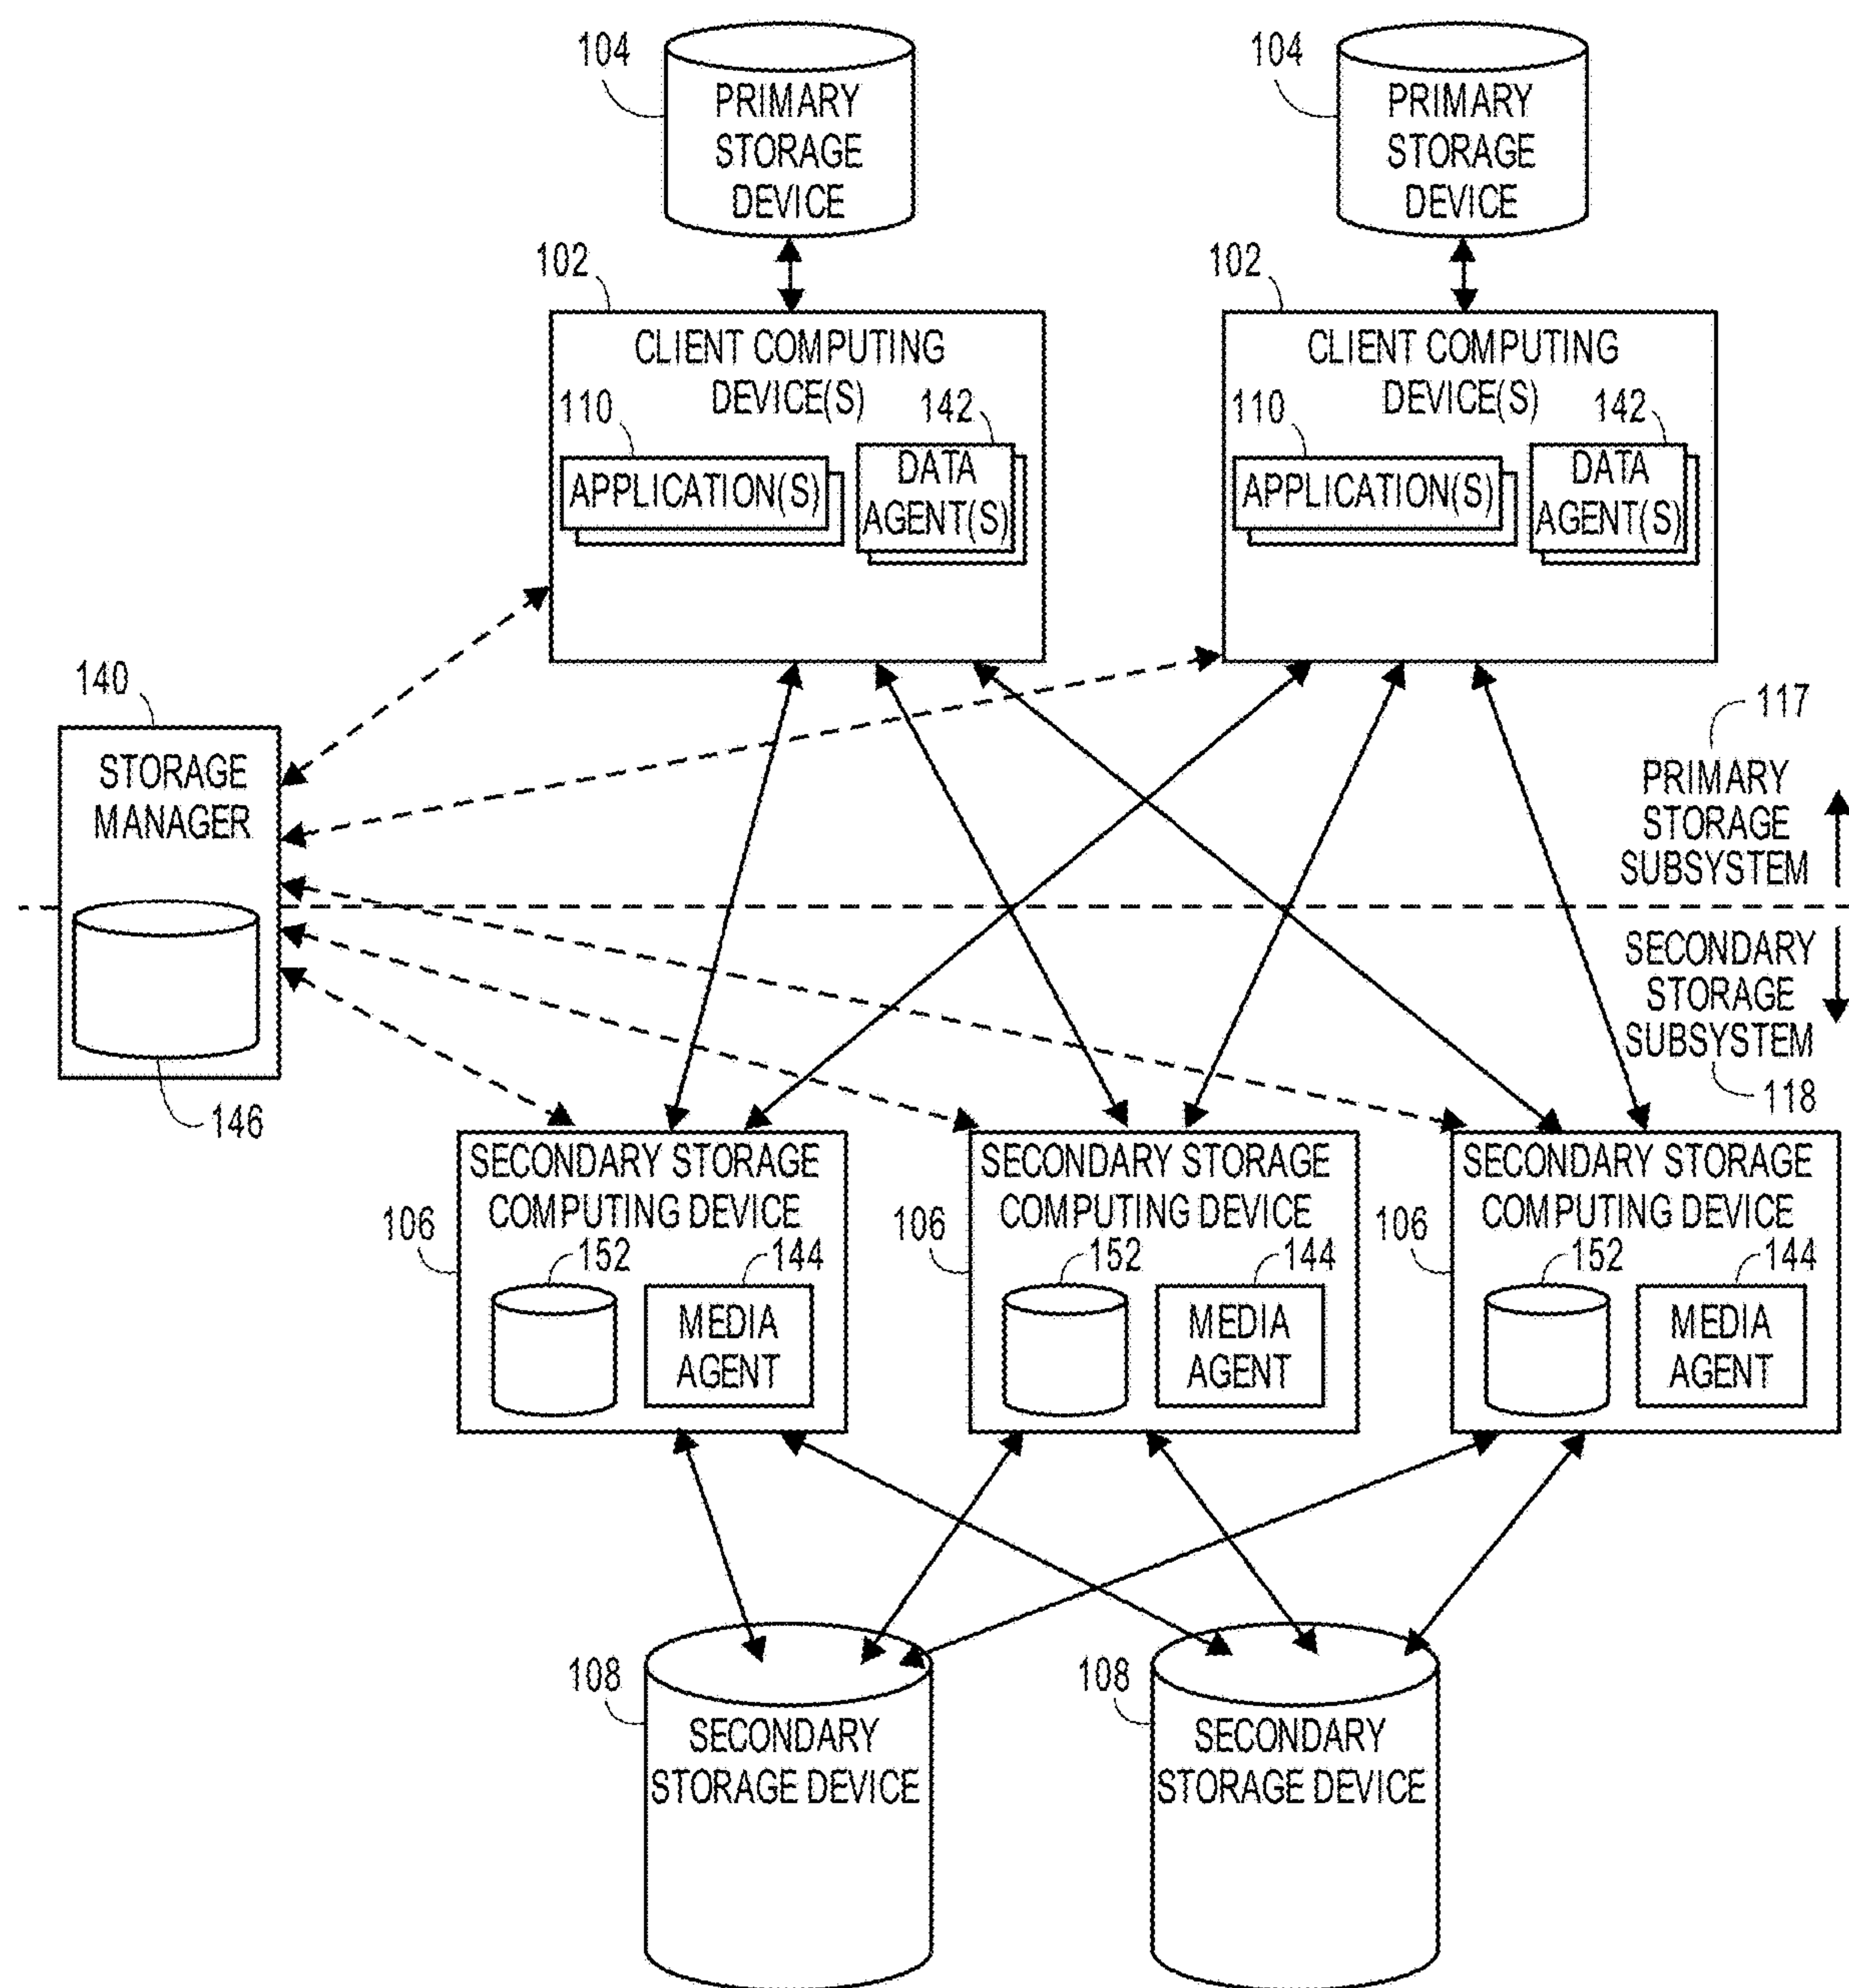 104
PRIMARY
STORAGE
DEVICE
104
PRIMARY
STORAGE
DEVICE
102
CLIENT COMPUTING
DEVICE(S)
110
142
APPLICATION(S)
DATA
AGENT(S)
102
CLIENT COMPUTING
DEVICE(S)
110
142
APPLICATION(S)
DATA
AGENT(S)
140
STORAGE
MANAGER
146
117
PRIMARY
STORAGE
SUBSYSTEM
SECONDARY
STORAGE
SUBSYSTEM
118
SECONDARY STORAGE
COMPUTING DEVICE
106
152
144
MEDIA
AGENT
SECONDARY STORAGE
COMPUTING DEVICE
106
152
144
MEDIA
AGENT
SECONDARY STORAGE
COMPUTING DEVICE
106
152
144
MEDIA
AGENT
108
SECONDARY
STORAGE DEVICE
108
SECONDARY
STORAGE DEVICE